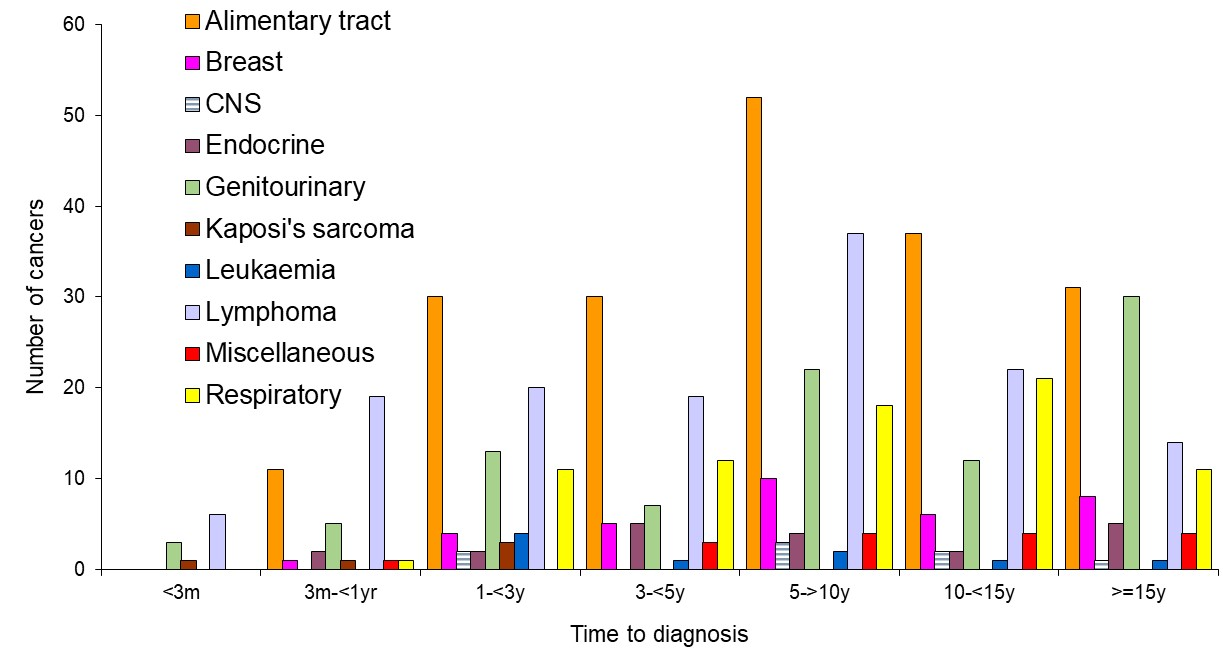 Alimentary tract
Breast
CNS
Endocrine
Genitourinary
Kaposi's sarcoma
Leukaemia
Lymphoma
Miscellaneous
Respiratory
Number of cancers
60
50
40
30
20
10
0
<3m 3m-<1yr 1-<3y 3-<5y 5->10y 10-<15y >=15y
Time to diagnosis